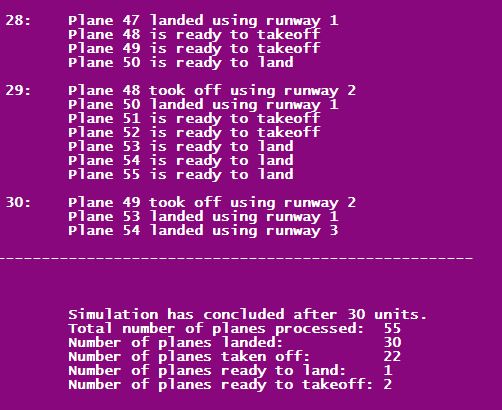 28: Plane 47 landed using runway 1
Plane 48 is ready to takeoff
Plane 49 is ready to takeoff
Plane 50 is ready to land
29: Plane 48 took off using runway 2
Plane 50 landed using runway 1
Plane 51 is ready to takeoff
Plane 52 is ready to takeoff
Plane 53 is ready to land
Plane 54 is ready to land
Plane 55 is ready to land
30: Plane 49 took off using runway 2
Plane 53 landed using runway 1
Plane 54 landed using runway 3
Simulation has concluded after 30 units.
Total number of planes processed: 55
Number of planes landed: 30
Number of planes taken off: 22
Number of planes ready to land: 1
Number of planes ready to takeoff: 2